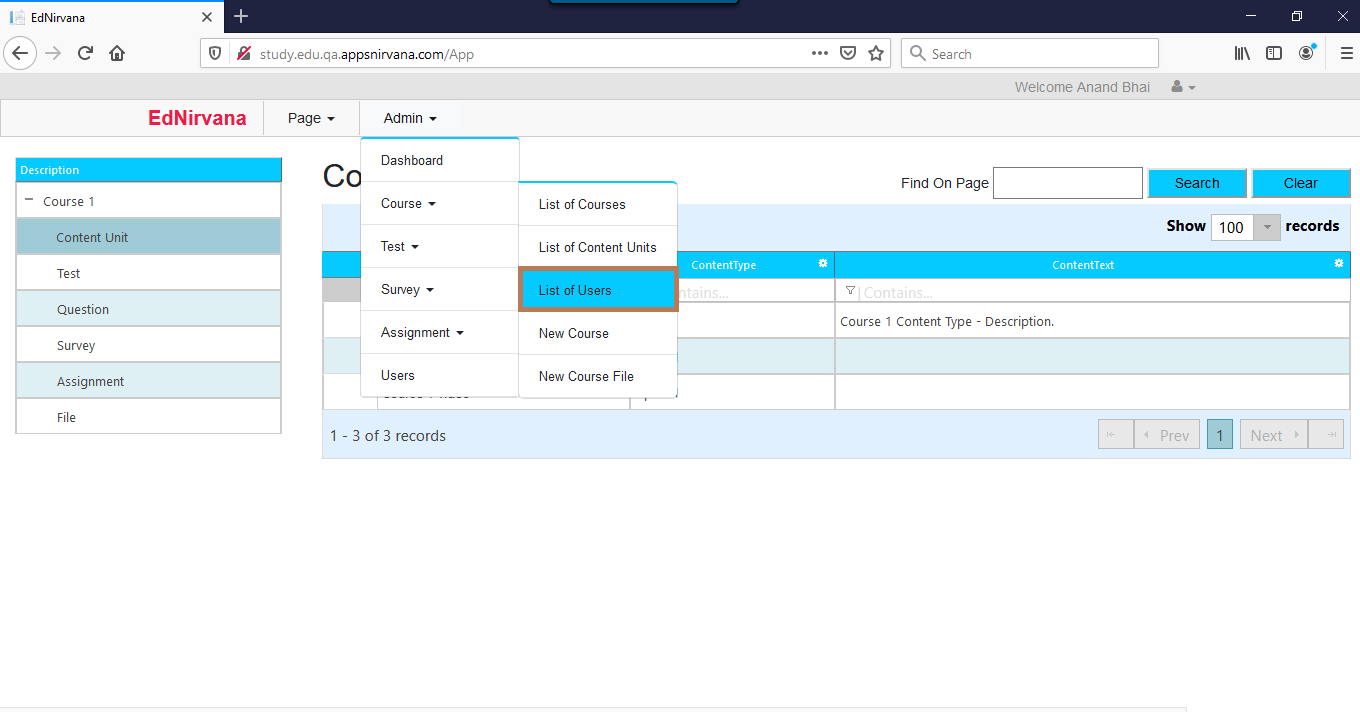 EdNirvana
study.edu.qa.appsnirvana.com/App
Search
Welcome Anand Bhai
EdNirvana Page Admin
Description
Course 1
Content Unit
Test
Question
Survey
Assignment
File
Dashboard
Course
Test
Survey
Assignment
Users
List of Courses
List of Content Units
List of Users
New Course
New Course File
Co
Find On Page Search Clear
Show 100 records
ContentType ContentText
Contains...
Course 1 Content Type - Description.
1 - 3 of 3 records
Prev 1 Next